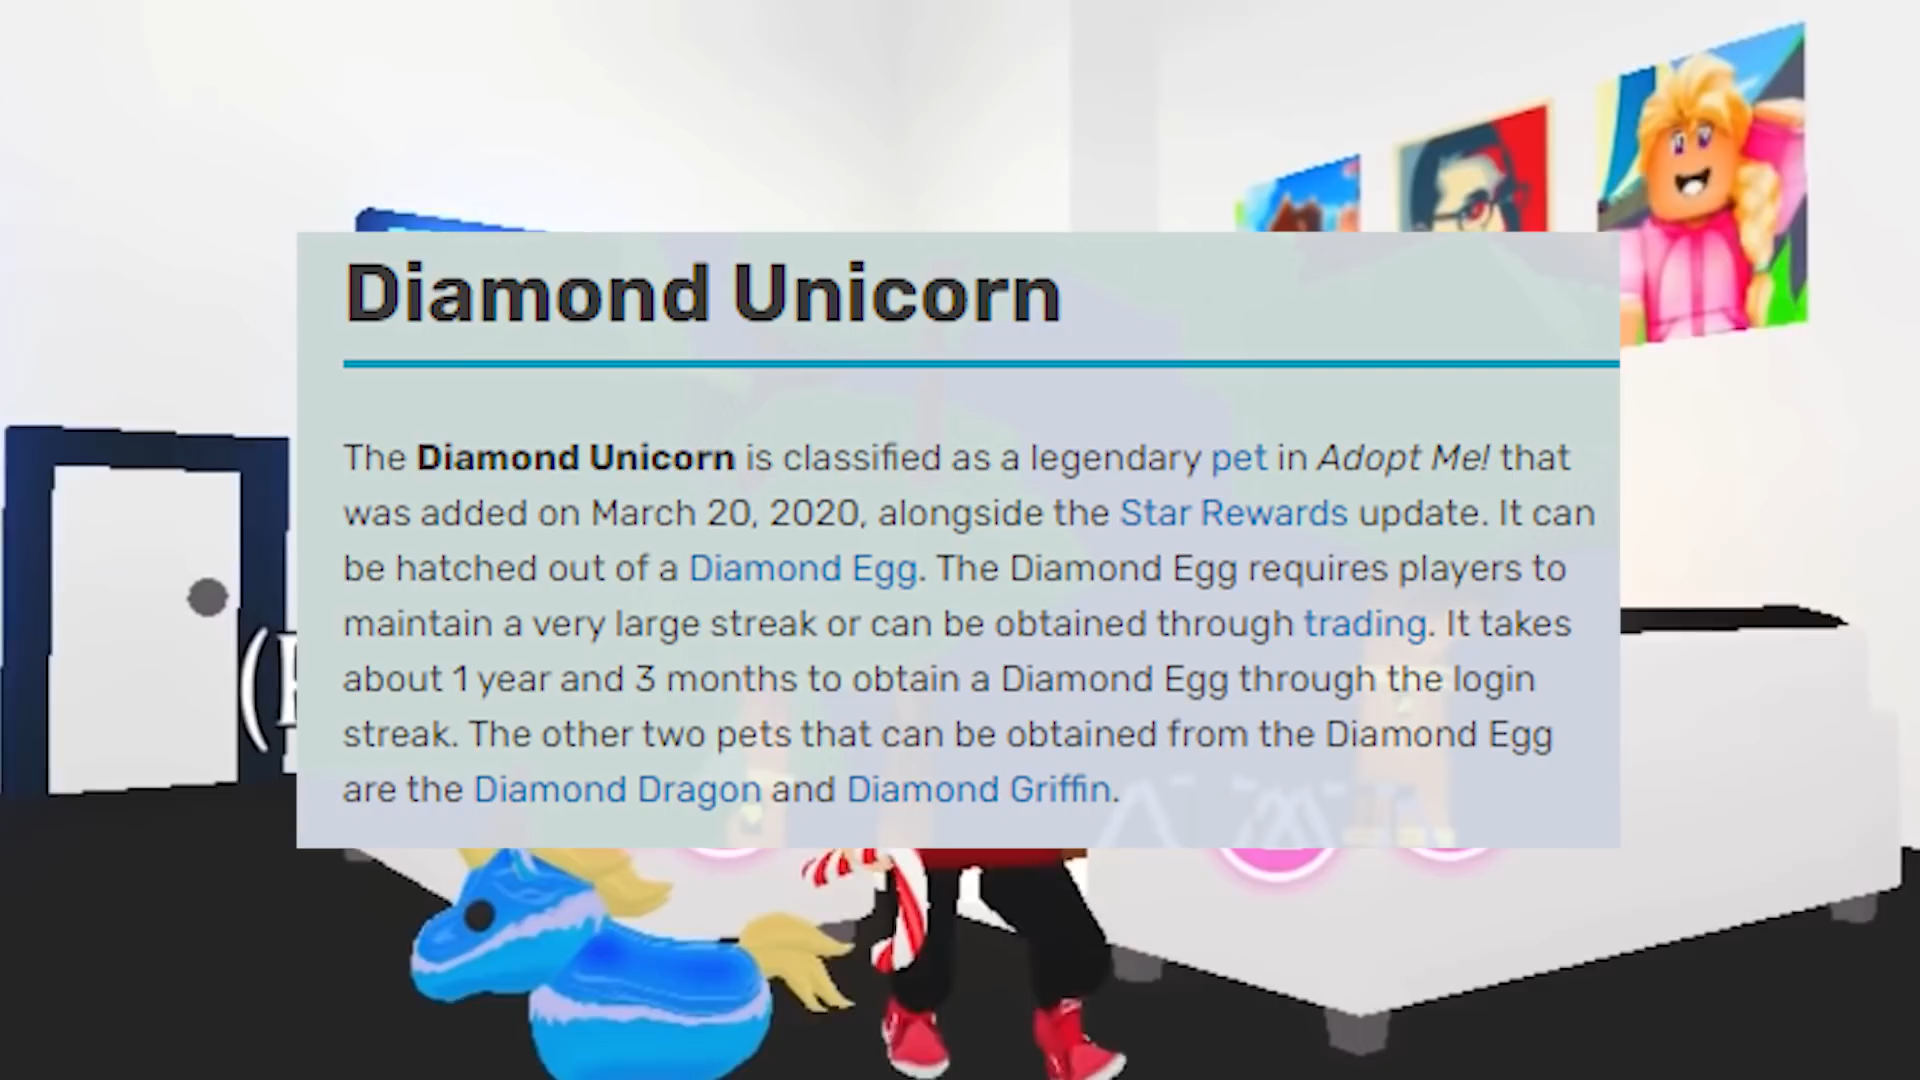 Diamond Unicorn
The Diamond Unicorn is classified as a legendary pet in Adopt Me! that
was added on March 20, 2020, alongside the Star Rewards update. It can
be hatched out of a Diamond Egg. The Diamond Egg requires players to
maintain a very large streak or can be obtained through trading. It takes
about 1 year and 3 months to obtain a Diamond Egg through the login
streak. The other two pets that can be obtained from the Diamond Egg
are the Diamond Dragon and Diamond Griffin.